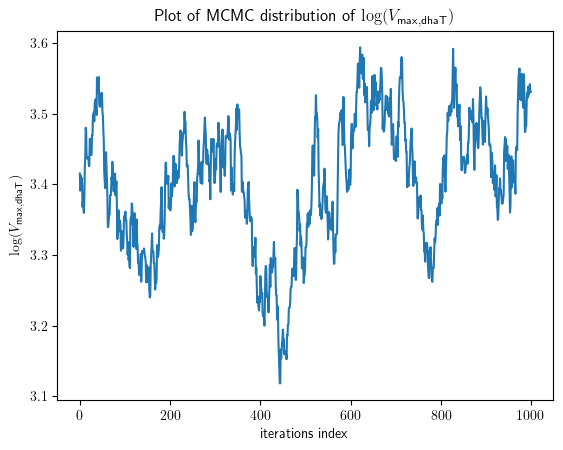 Plot of MCMC distribution of log(V_max,dhaT)
3.6
3.5
3.4
3.3
3.2
3.1
log(V_max,dhaT)
0 200 400 600 800 1000
iterations index